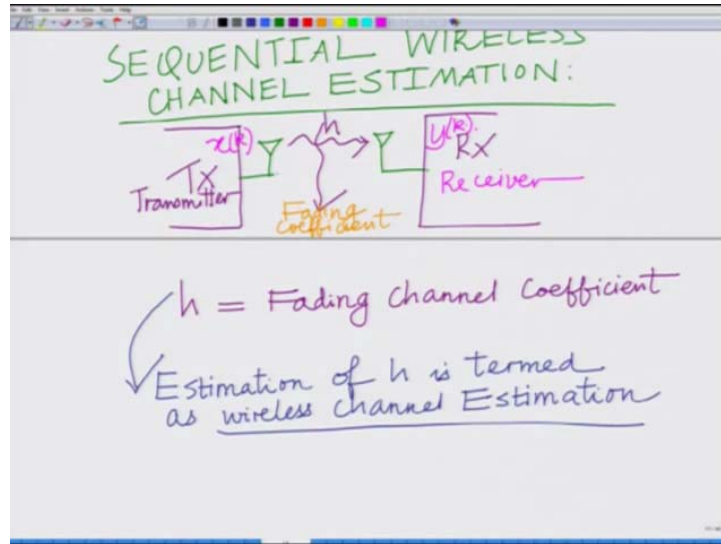 SEQUENTIAL WIRELESS
CHANNEL ESTIMATION:
x(k) h y(k).
Tx Rx
Transmitter Receiver
Fading
Coefficient
h = Fading Channel Coefficient
Estimation of h is termed
as wireless Channel Estimation